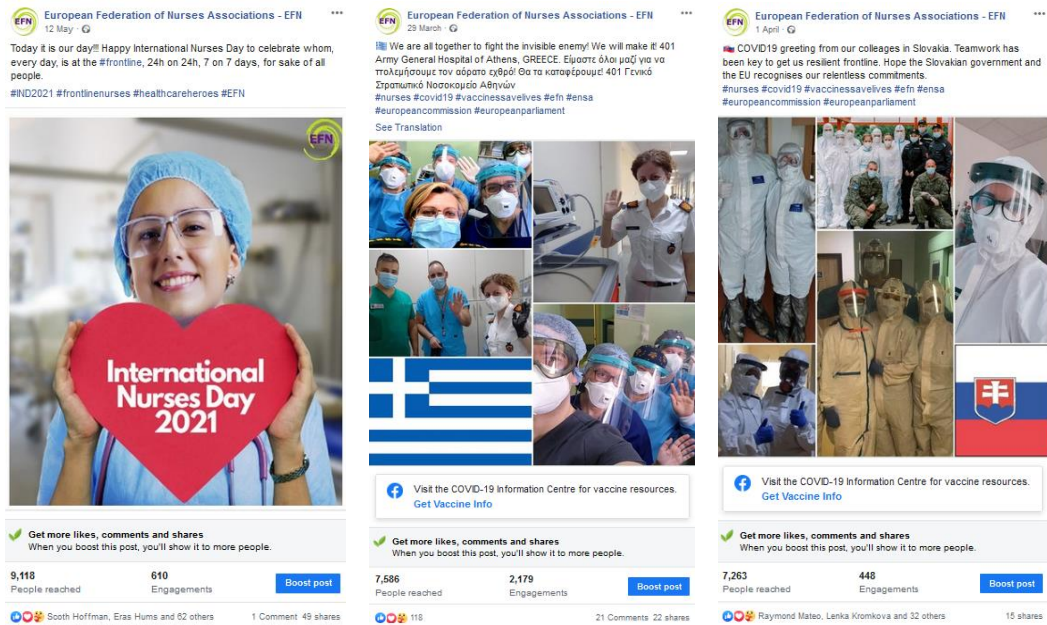 European Federation of Nurses Associations - EFN
12 May
Today it is our day!!! Happy International Nurses Day to celebrate whom,
every day, is at the #frontline, 24h on 24h, 7 on 7 days, for sake of all
people.
#IND2021 #frontlinenurses #healthcareheroes #EFN
EFN
International
Nurses Day
2021
Get more likes, comments and shares
When you boost this post, you'll show it to more people.
9,118
People reached
610
Engagements
Boost post
Scoth Hoffman, Eras Hums and 62 others
1 Comment 49 shares
EFN
European Federation of Nurses Associations - EFN
29 March
We are all together to fight the invisible enemy! We will make it! 401
Army General Hospital of Athens, GREECE. Είμαστε όλοι μαζί για να
πολεμήσουμε τον αόρατο εχθρό! Θα τα καταφέρουμε! 401 Γενικό
Στρατιωτικό Νοσοκομείο Αθηνών
#nurses #covid19 #vaccinessavelives #efn #ensa
#europeancommission #europeanparliament
See Translation
Visit the COVID-19 Information Centre for vaccine resources.
Get Vaccine Info
Get more likes, comments and shares
When you boost this post, you'll show it to more people.
7,586
People reached
2,179
Engagements
Boost post
118
21 Comments 22 shares
EFN
European Federation of Nurses Associations - EFN
1 April
COVID19 greeting from our colleages in Slovakia. Teamwork has
been key to get us resilient frontline. Hope the Slovakian government and
the EU recognises our relentless commitments.
#nurses #covid19 #vaccinessavelives #efn #ensa
#europeancommission #europeanparliament
Visit the COVID-19 Information Centre for vaccine resources.
Get Vaccine Info
Get more likes, comments and shares
When you boost this post, you'll show it to more people.
7,263
People reached
448
Engagements
Boost post
Raymond Mateo, Lenka Kromkova and 32 others
15 shares
EFN